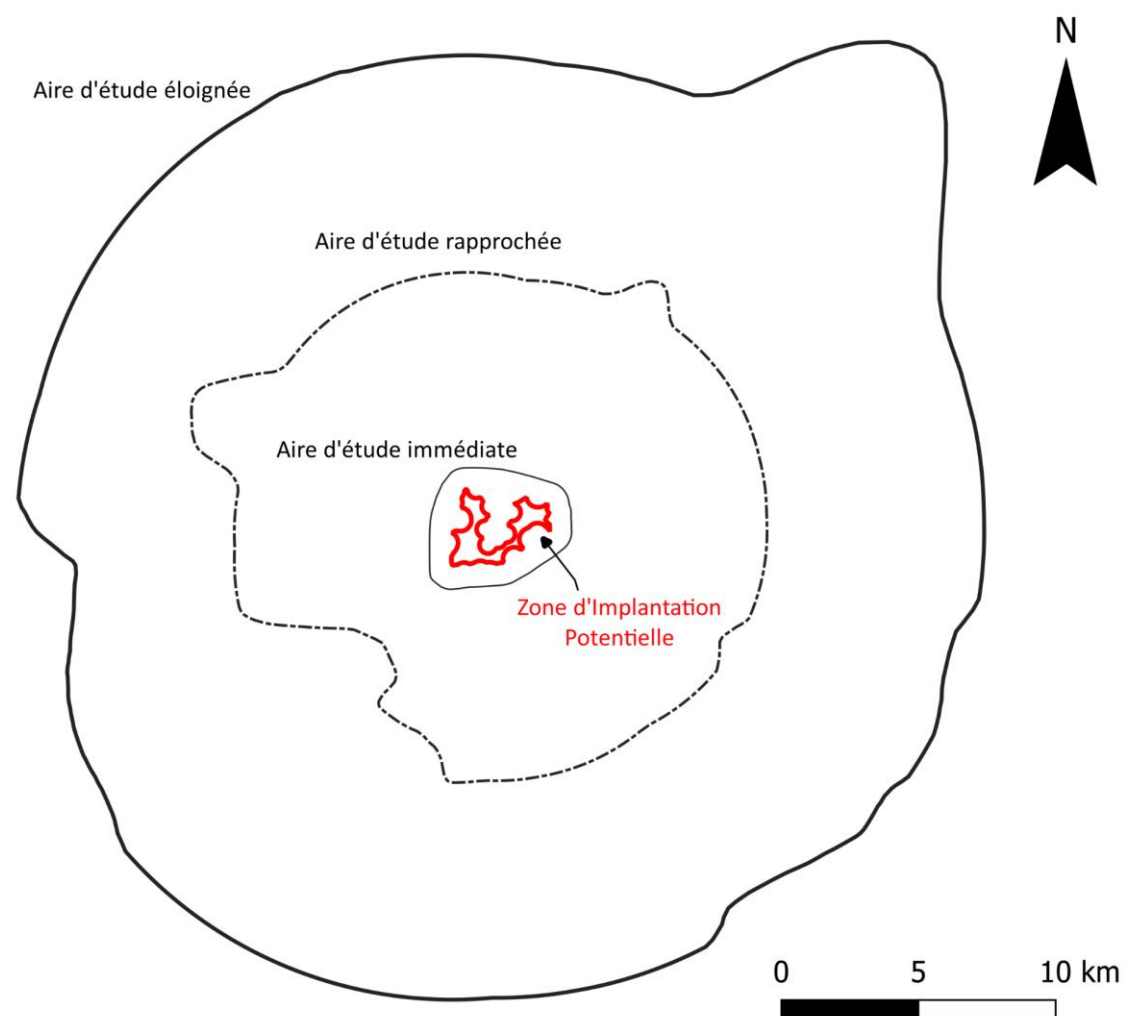 N
Aire d'étude éloignée
Aire d'étude rapprochée
Aire d'étude immédiate
Zone d'Implantation
Potentielle
0 5 10 km